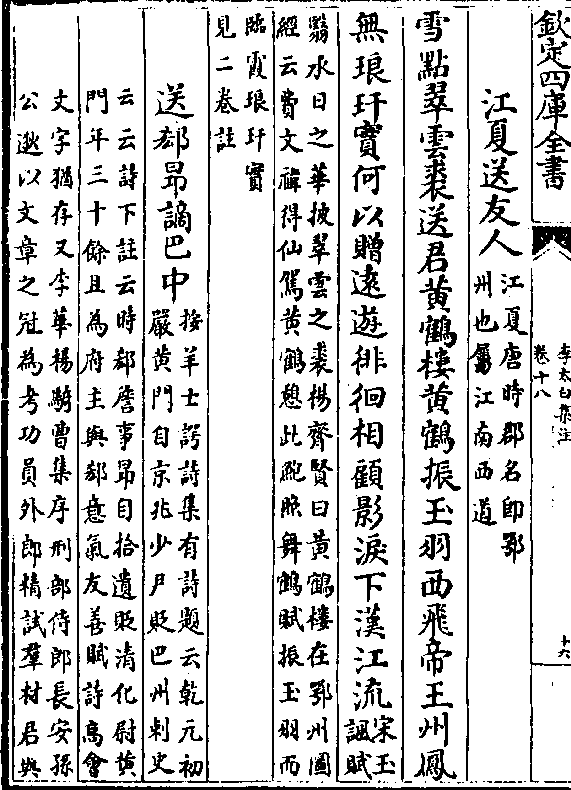 欽定四庫全書
李太白集注
卷十八
十六
江夏送友人
江夏唐時郡名即鄂
州也屬江南西道
雪點翠雲裘送君黃鶴樓黃鶴振玉羽西飛帝王州鳳
無琅玕實何以贈遠遊徘徊相顧影淚下漢江流
宋玉
諷賦
翳水日之華披翠雲之裘楊齊賢曰黃鶴樓在鄂州圖
經云費文禕得仙駕黃鶴憩此鮑照舞鶴賦振玉羽而
臨霞琅玕實
見二卷註
送郄昂謫巴中
按羊士諤詩集有詩題云乾元初
嚴黃門自京兆少尹貶巴州刺史
云云詩下註云時郄詹事昂自拾遺貶清化尉黃
門年三十餘且為府主與郄意氣友善賦詩高會
文字猶存又李華楊騎曹集序刑部侍郎長安孫
公逖以文章之冠為考功員外郎精試羣材君與